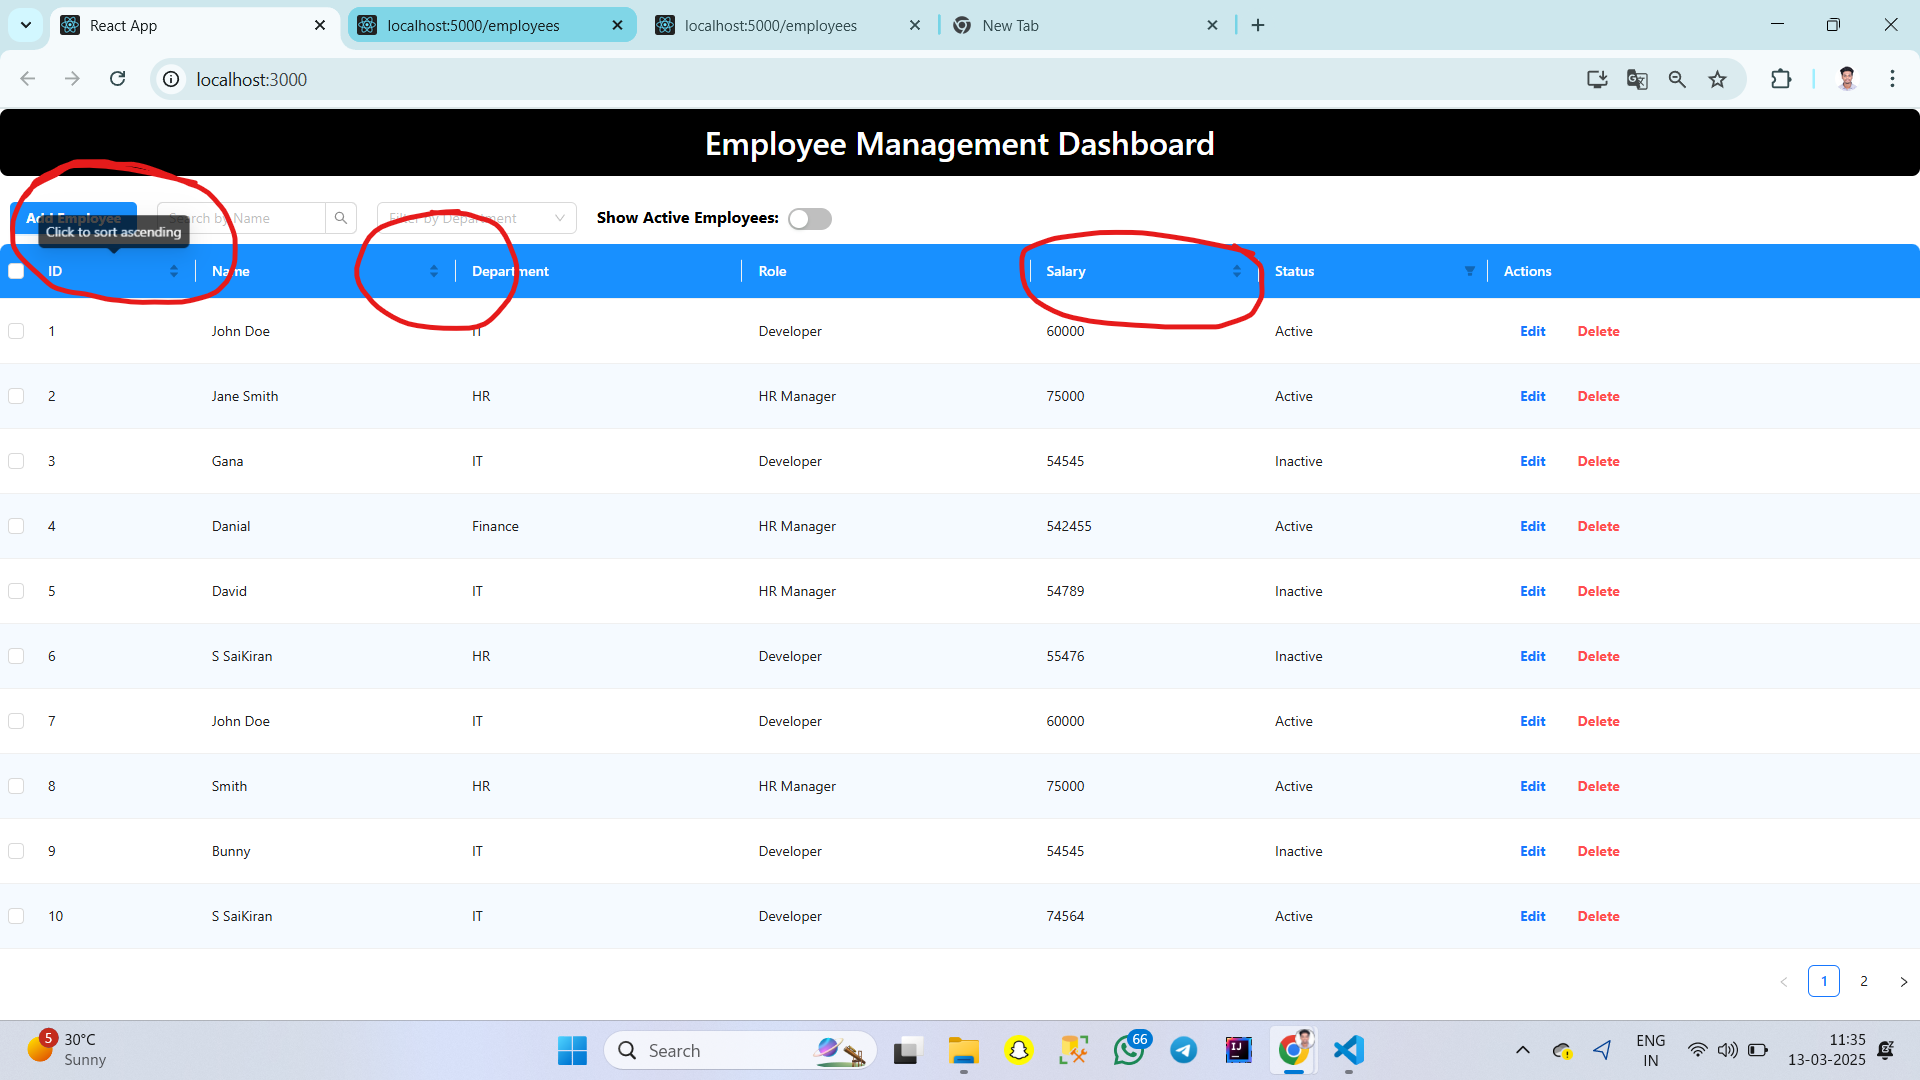 React App
localhost:5000/employees
localhost:5000/employees
New Tab
localhost:3000
Employee Management Dashboard
Add Employee
Search by Name
Filter by Department
Show Active Employees:
Click to sort ascending
ID Name Department Role Salary Status Actions
1 John Doe IT Developer 60000 Active Edit Delete
2 Jane Smith HR HR Manager 75000 Active Edit Delete
3 Gana IT Developer 54545 Inactive Edit Delete
4 Danial Finance HR Manager 542455 Active Edit Delete
5 David IT HR Manager 54789 Inactive Edit Delete
6 S SaiKiran HR Developer 55476 Inactive Edit Delete
7 John Doe IT Developer 60000 Active Edit Delete
8 Smith HR HR Manager 75000 Active Edit Delete
9 Bunny IT Developer 54545 Inactive Edit Delete
10 S SaiKiran IT Developer 74564 Active Edit Delete
1 2
5
30°C
Sunny
Search
66
IJ
ENG
IN
11:35
13-03-2025